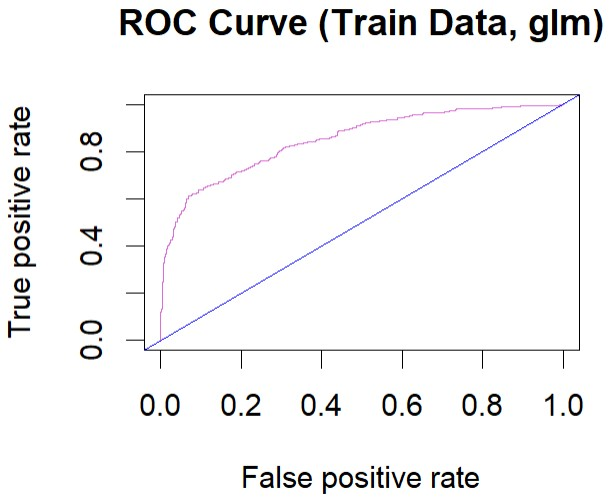 ROC Curve (Train Data, glm)
True positive rate
0.8
0.4
0.0
0.0 0.2 0.4 0.6 0.8 1.0
False positive rate